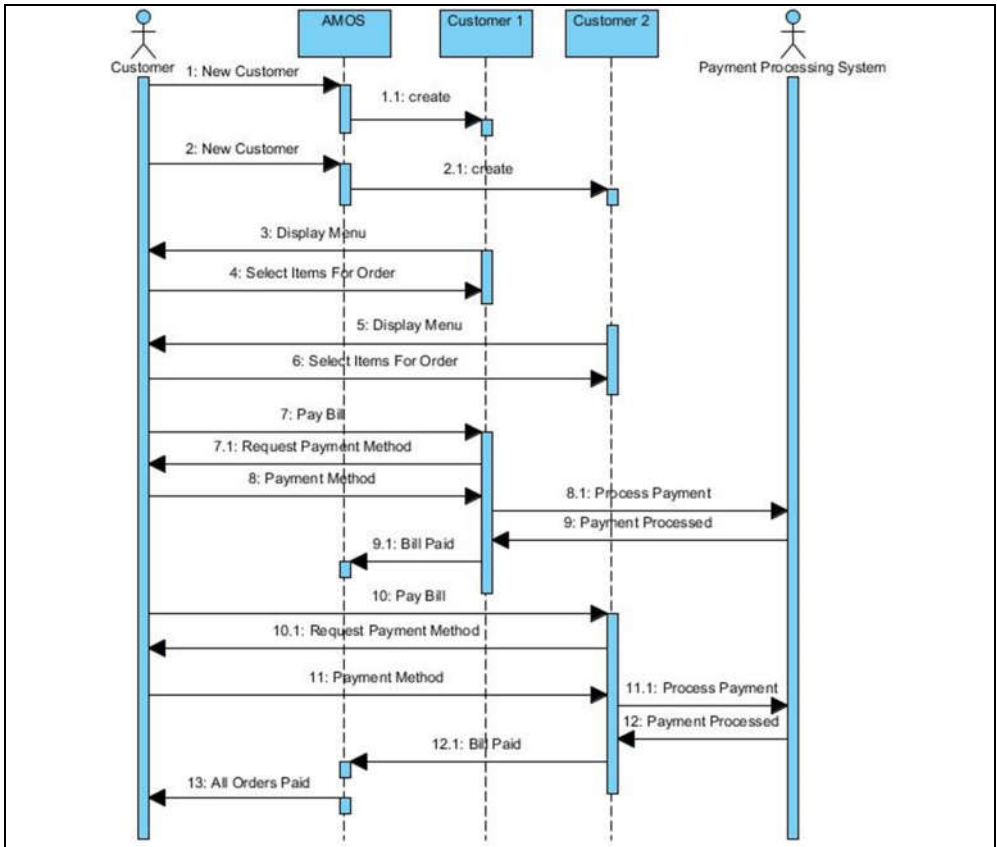 AMOS
Customer 1
Customer 2
Customer
Payment Processing System
1: New Customer
1.1: create
2: New Customer
2.1: create
3: Display Menu
4: Select Items For Order
5: Display Menu
6: Select Items For Order
7: Pay Bill
7.1: Request Payment Method
8: Payment Method
8.1: Process Payment
9: Payment Processed
9.1: Bill Paid
10: Pay Bill
10.1: Request Payment Method
11: Payment Method
11.1: Process Payment
12: Payment Processed
12.1: Bill Paid
13: All Orders Paid